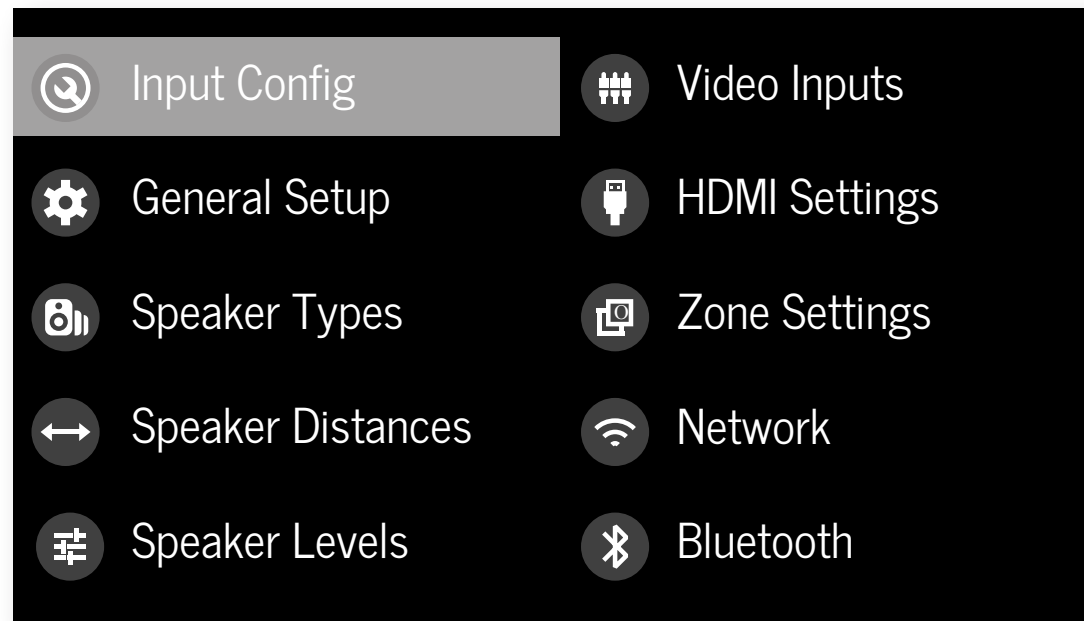 Input Config
General Setup
Speaker Types
Speaker Distances
Speaker Levels
Video Inputs
HDMI Settings
Zone Settings
Network
Bluetooth